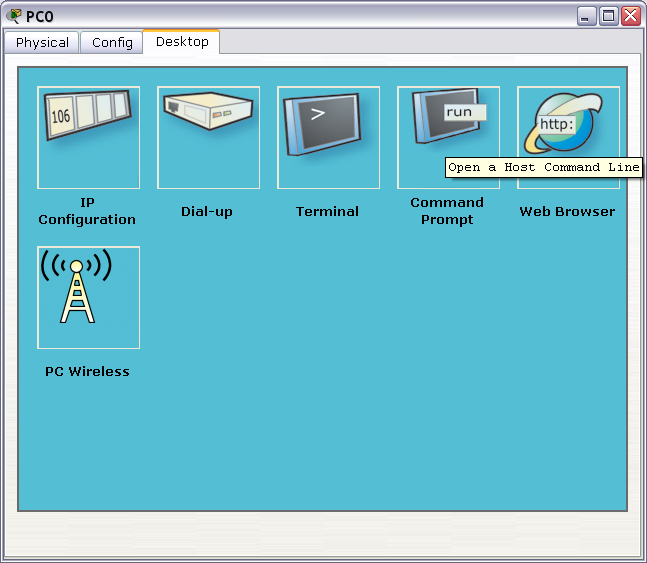 PC0
Physical
Config
Desktop
106
>
run
http:
Open a Host Command Line
IP
Configuration
Dial-up
Terminal
Command
Prompt
Web Browser
PC Wireless